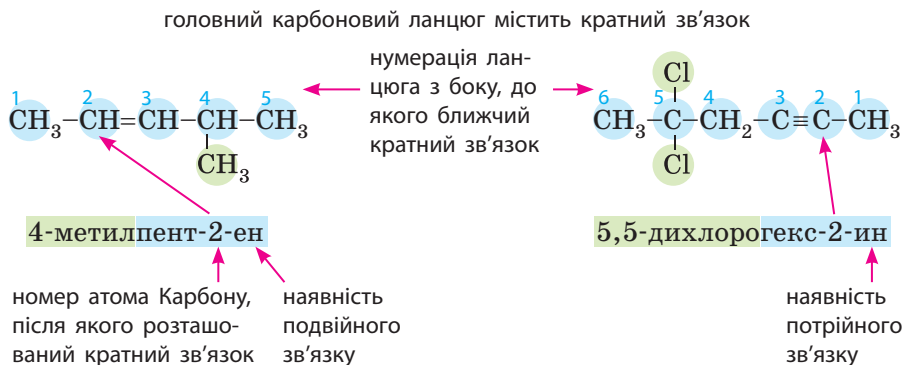 головний карбоновий ланцюг містить кратний зв'язок
нумерація лан-
цюга з боку, до
якого ближчий
кратний зв'язок
1 2 3 4 5
CH₃–CH=CH–CH–CH₃
CH₃
Cl
6 5 4 3 2 1
CH₃–C–CH₂–C≡C–CH₃
Cl
4-метилпент-2-ен
5,5-дихлорогекс-2-ин
номер атома Карбону,
після якого розташо-
ваний кратний зв'язок
наявність
подвійного
зв'язку
наявність
потрійного
зв'язку